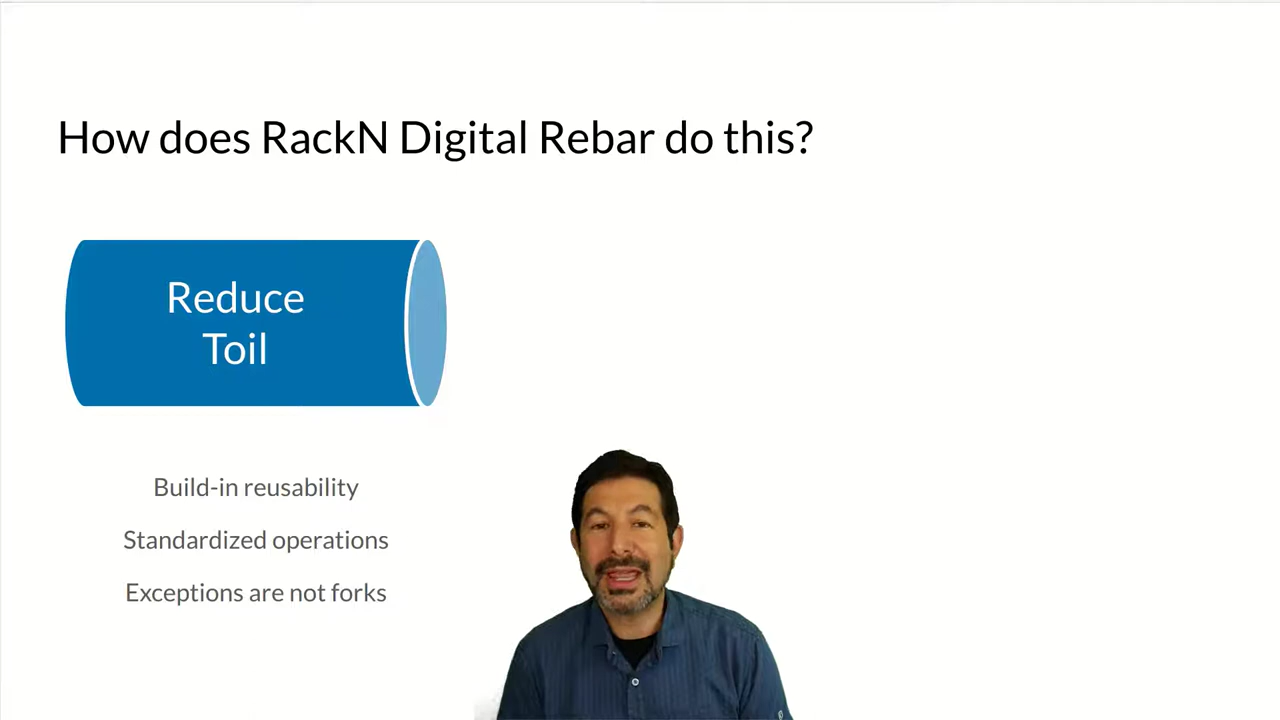 How does RackN Digital Rebar do this?
Reduce
Toil
Build-in reusability
Standardized operations
Exceptions are not forks